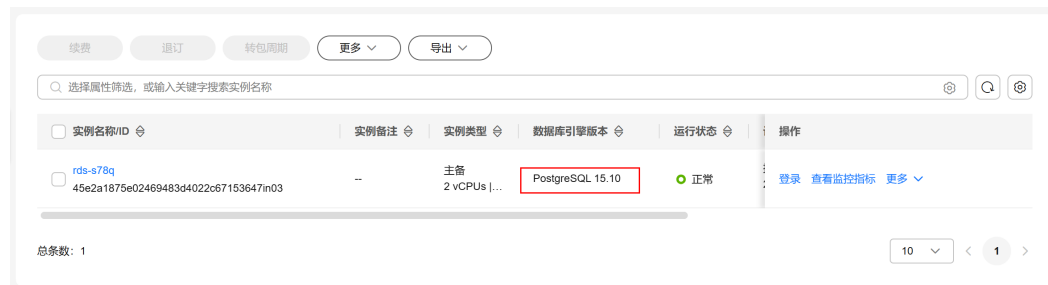 续费 退订 转包周期 更多 导出
选择属性筛选，或输入关键字搜索实例名称
实例名称/ID 实例备注 实例类型 数据库引擎版本 运行状态 操作
rds-s78q
45e2a1875e02469483d4022c67153647in03
--
主备
2 vCPUs |...
PostgreSQL 15.10
正常
登录 查看监控指标 更多
总条数：1
10
1